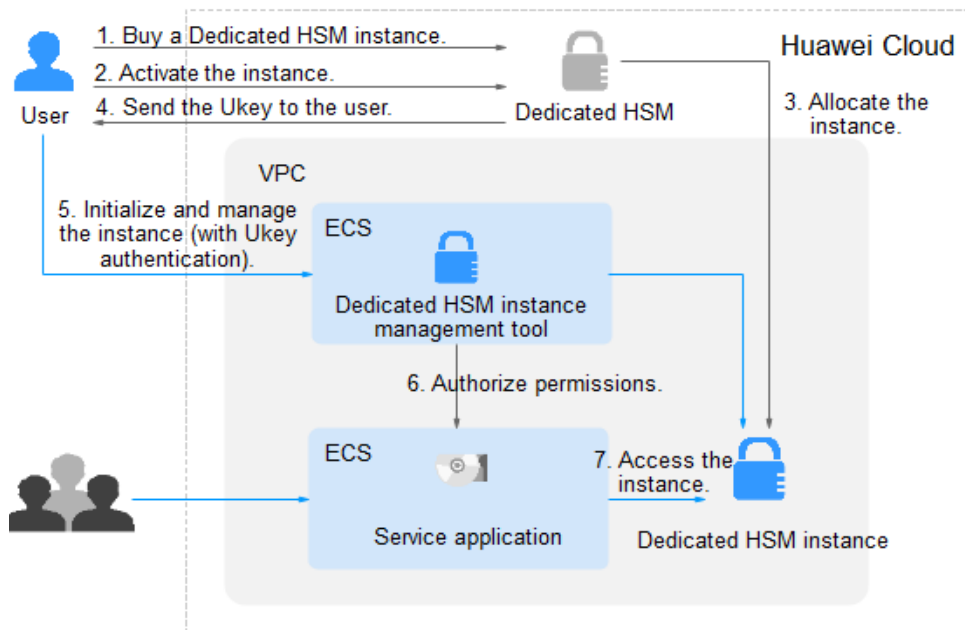 1. Buy a Dedicated HSM instance.
Huawei Cloud
2. Activate the instance.
4. Send the Ukey to the user.
User
Dedicated HSM
3. Allocate the
instance.
VPC
5. Initialize and manage
the instance (with Ukey
authentication).
ECS
Dedicated HSM instance
management tool
6. Authorize permissions.
ECS
Service application
7. Access the
instance.
Dedicated HSM instance